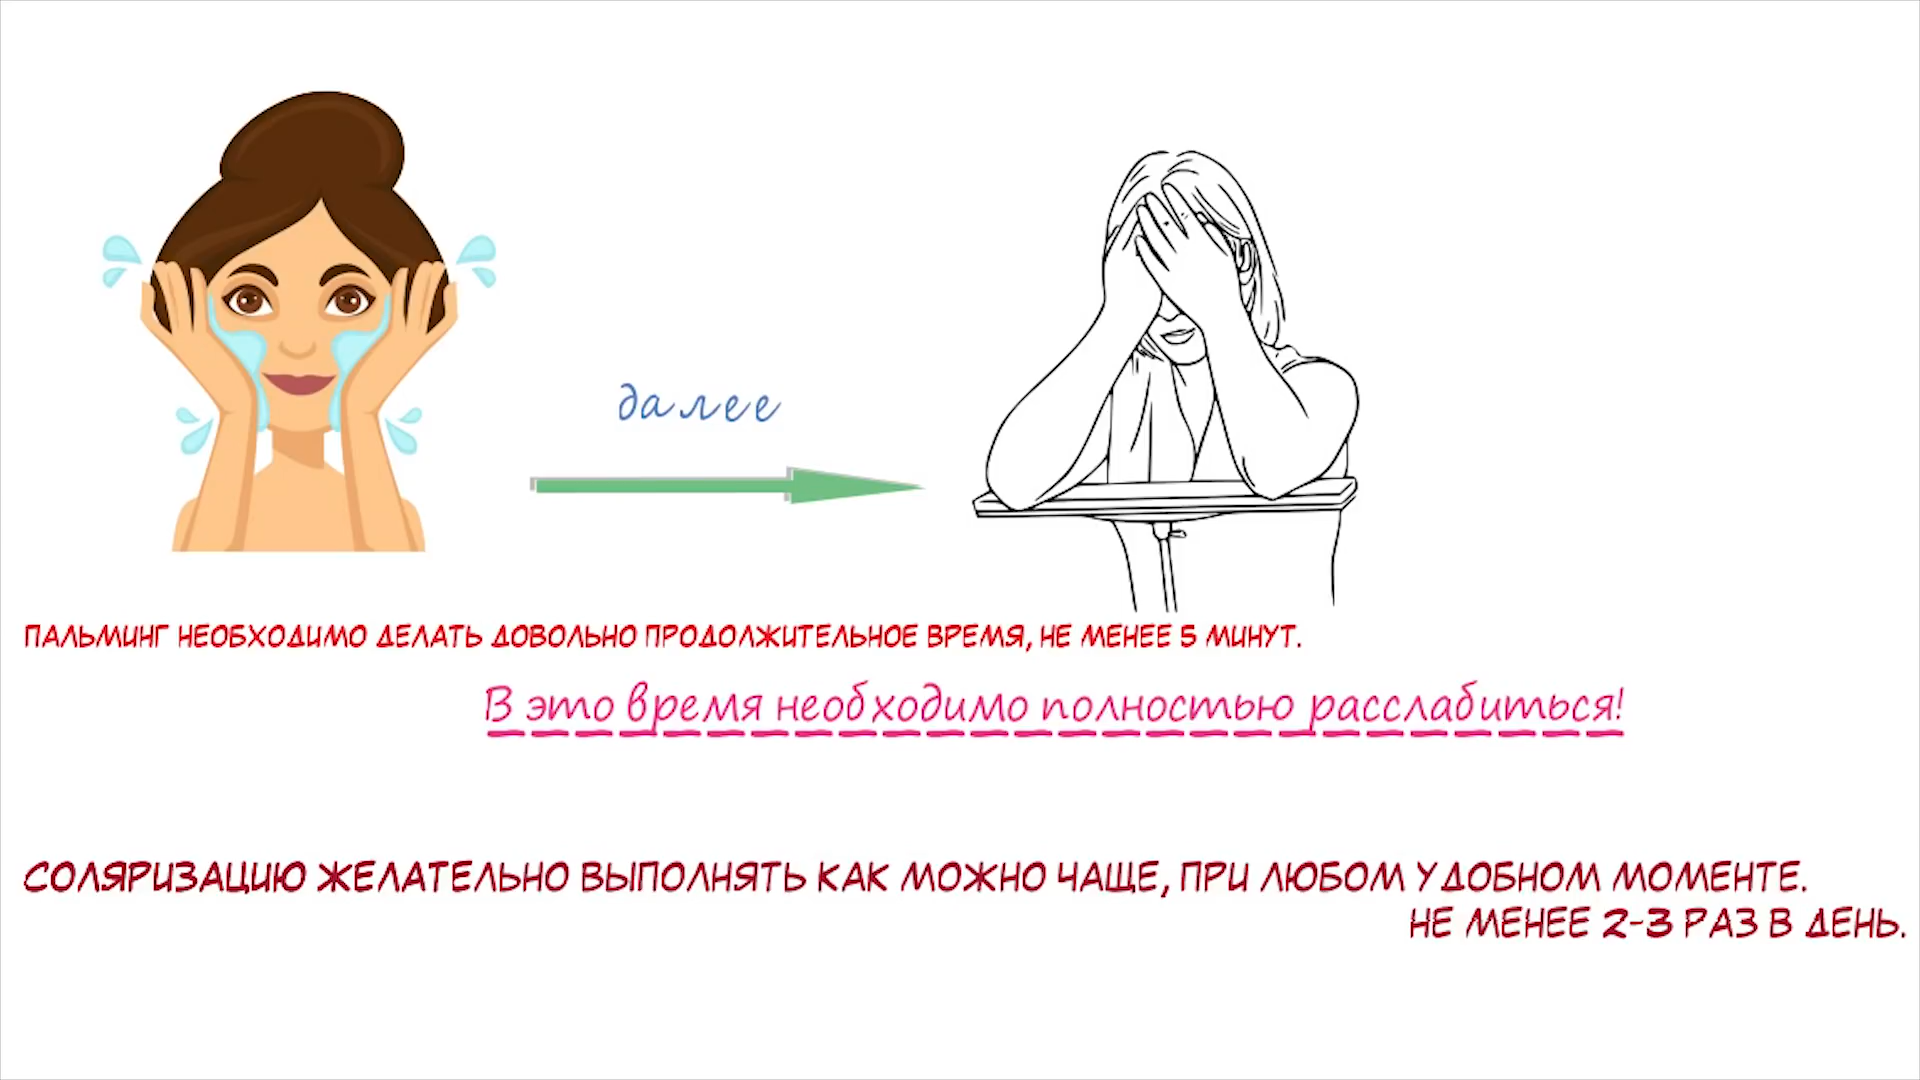 далее
ПАЛЬМИНГ НЕОБХОДИМО ДЕЛАТЬ ДОВОЛЬНО ПРОДОЛЖИТЕЛЬНОЕ ВРЕМЯ, НЕ МЕНЕЕ 5 МИНУТ.
В это время необходимо полностью расслабиться!
СОЛЯРИЗАЦИЮ ЖЕЛАТЕЛЬНО ВЫПОЛНЯТЬ КАК МОЖНО ЧАЩЕ, ПРИ ЛЮБОМ УДОБНОМ МОМЕНТЕ.
НЕ МЕНЕЕ 2-3 РАЗ В ДЕНЬ.